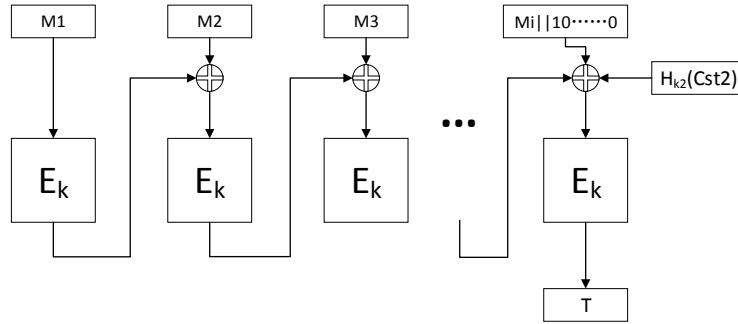 M1
M2
M3
Mi||10······0
Hk2(Cst2)
•••
Ek
Ek
Ek
Ek
T